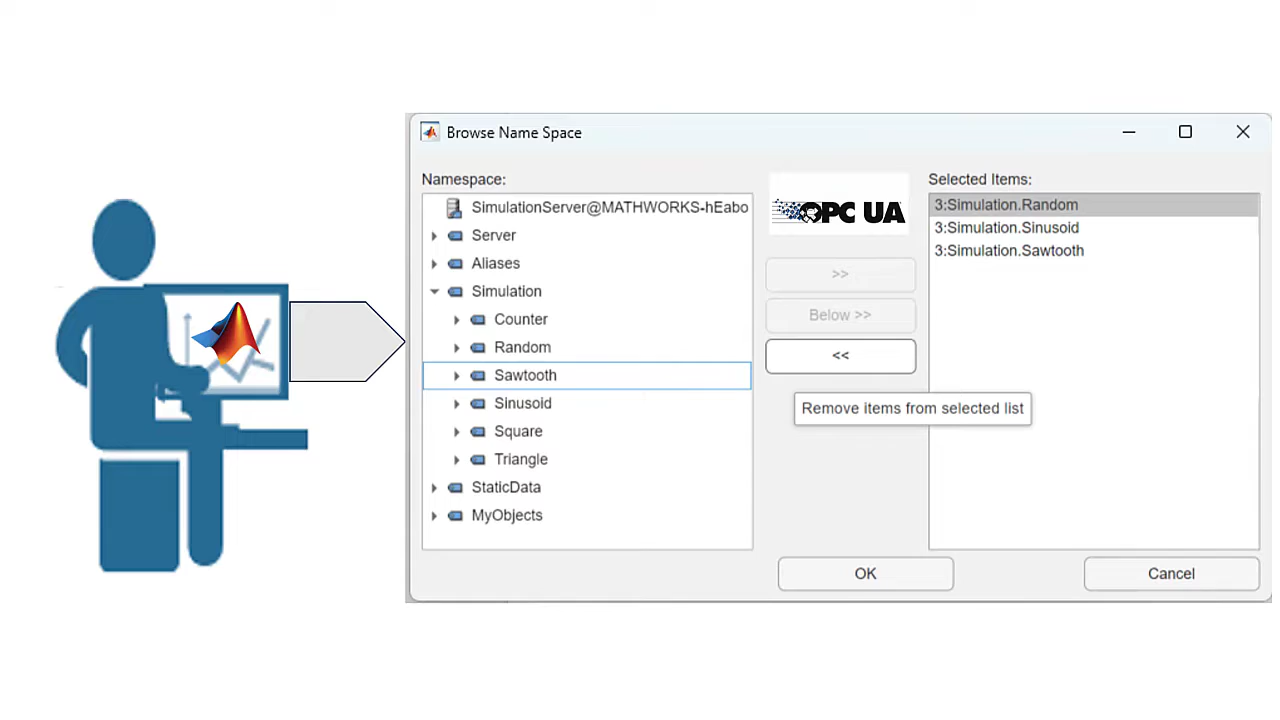 Browse Name Space
Namespace:
SimulationServer@MATHWORKS-hEabo
Server
Aliases
Simulation
Counter
Random
Sawtooth
Sinusoid
Square
Triangle
StaticData
MyObjects
OPC UA
>>
Below >>
<<
Remove items from selected list
Selected Items:
3:Simulation.Random
3:Simulation.Sinusoid
3:Simulation.Sawtooth
OK
Cancel